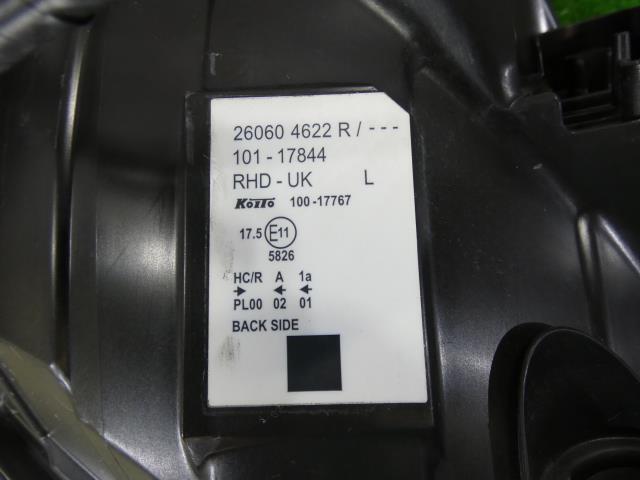 26060 4622 R / ---
101 - 17844
RHD - UK L
KOITO 100 -17767
17.5 E11
5826
HC/R A 1a
PL00 02 01
BACK SIDE